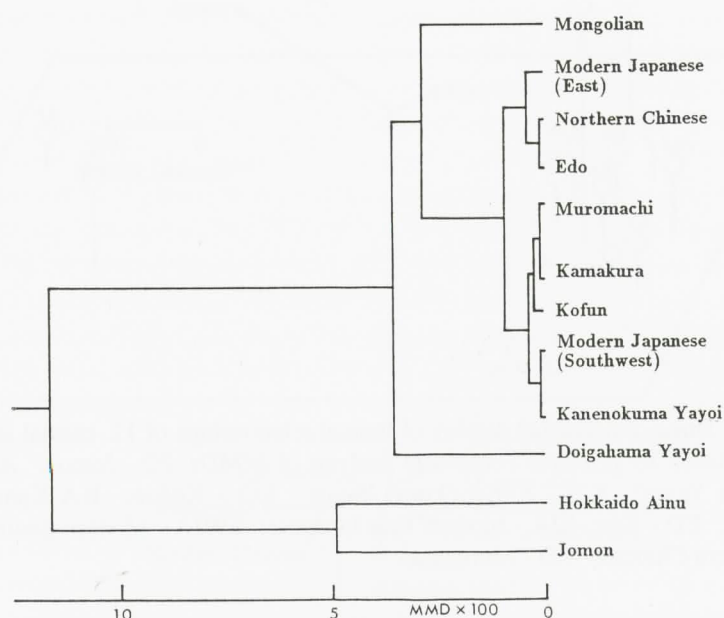 Mongolian
Modern Japanese
(East)
Northern Chinese
Edo
Muromachi
Kamakura
Kofun
Modern Japanese
(Southwest)
Kanenokuma Yayoi
Doigahama Yayoi
Hokkaido Ainu
Jomon
10 5 MMD × 100 0